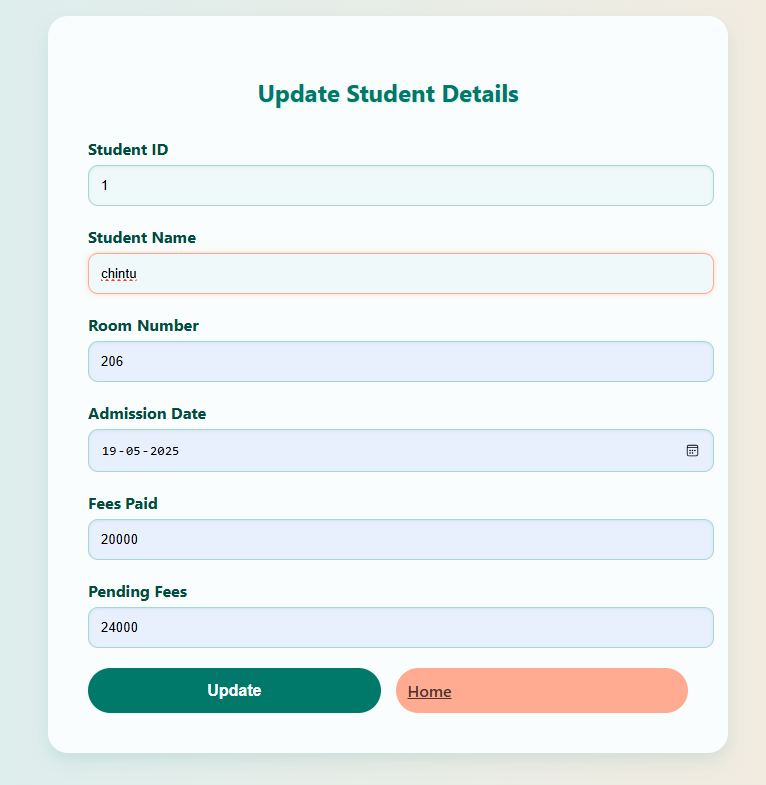 Update Student Details
Student ID
1
Student Name
chintu
Room Number
206
Admission Date
19-05-2025
Fees Paid
20000
Pending Fees
24000
Update Home